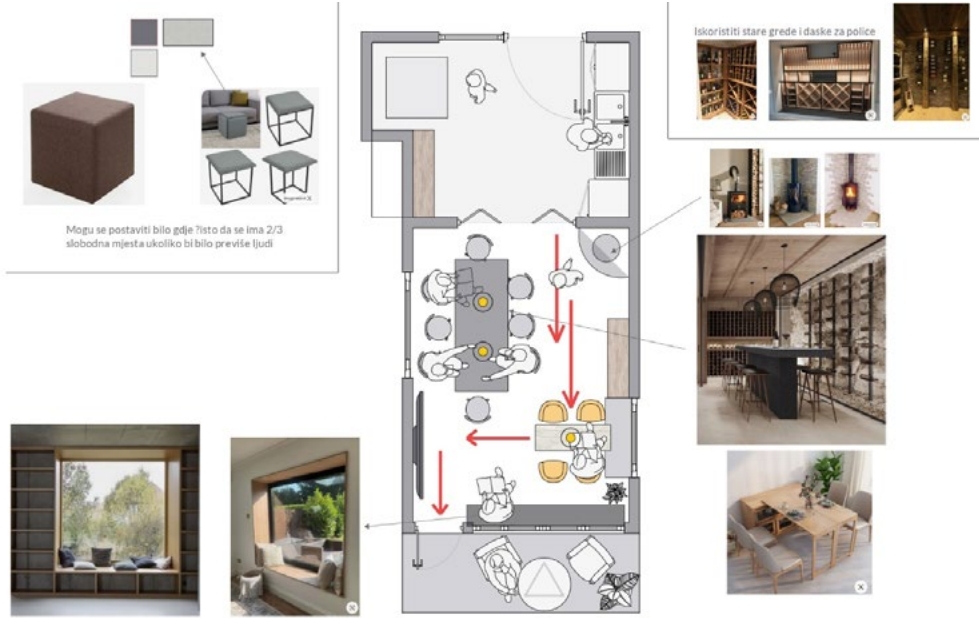 Iskoristiti stare grede i daske za police
Mogu se postaviti bilo gdje ?isto da se ima 2/3
slobodna mjesta ukoliko bi bilo previše ljudi